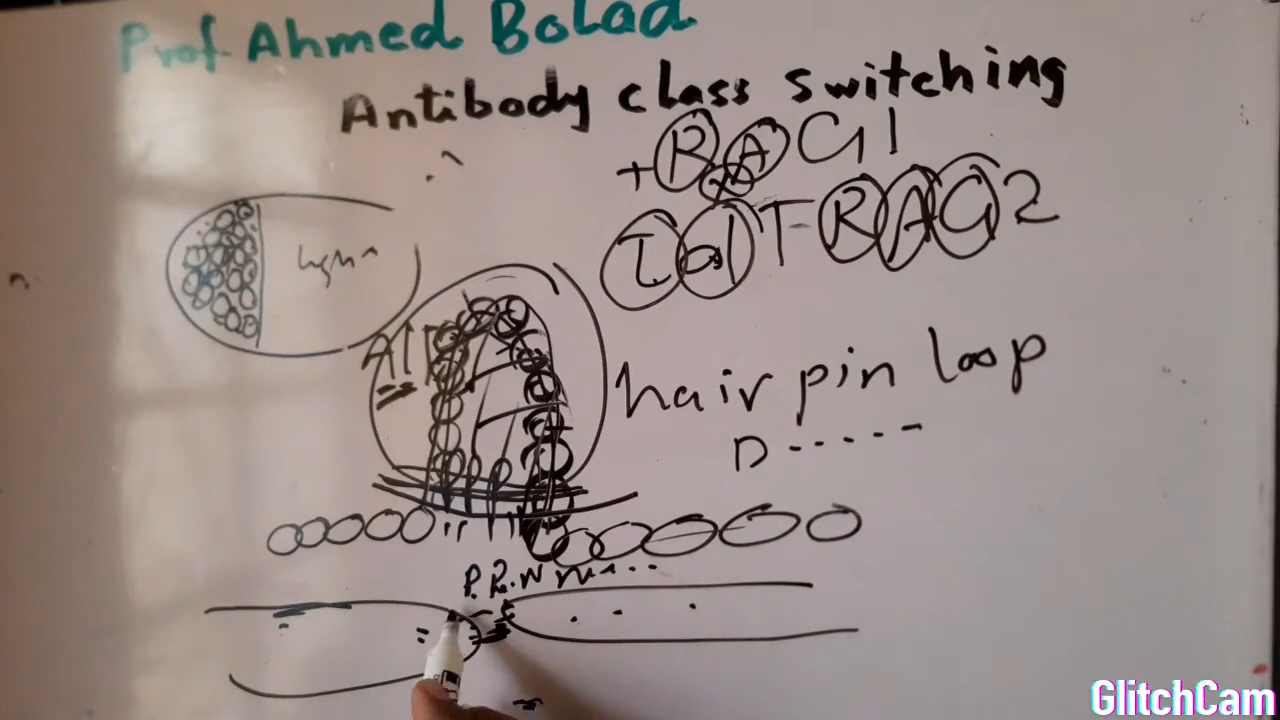 Prof. Ahmed Bolad
Antibody class switching
+ RAG1
TdT-RAG2
hairpin loop
D
GlitchCam